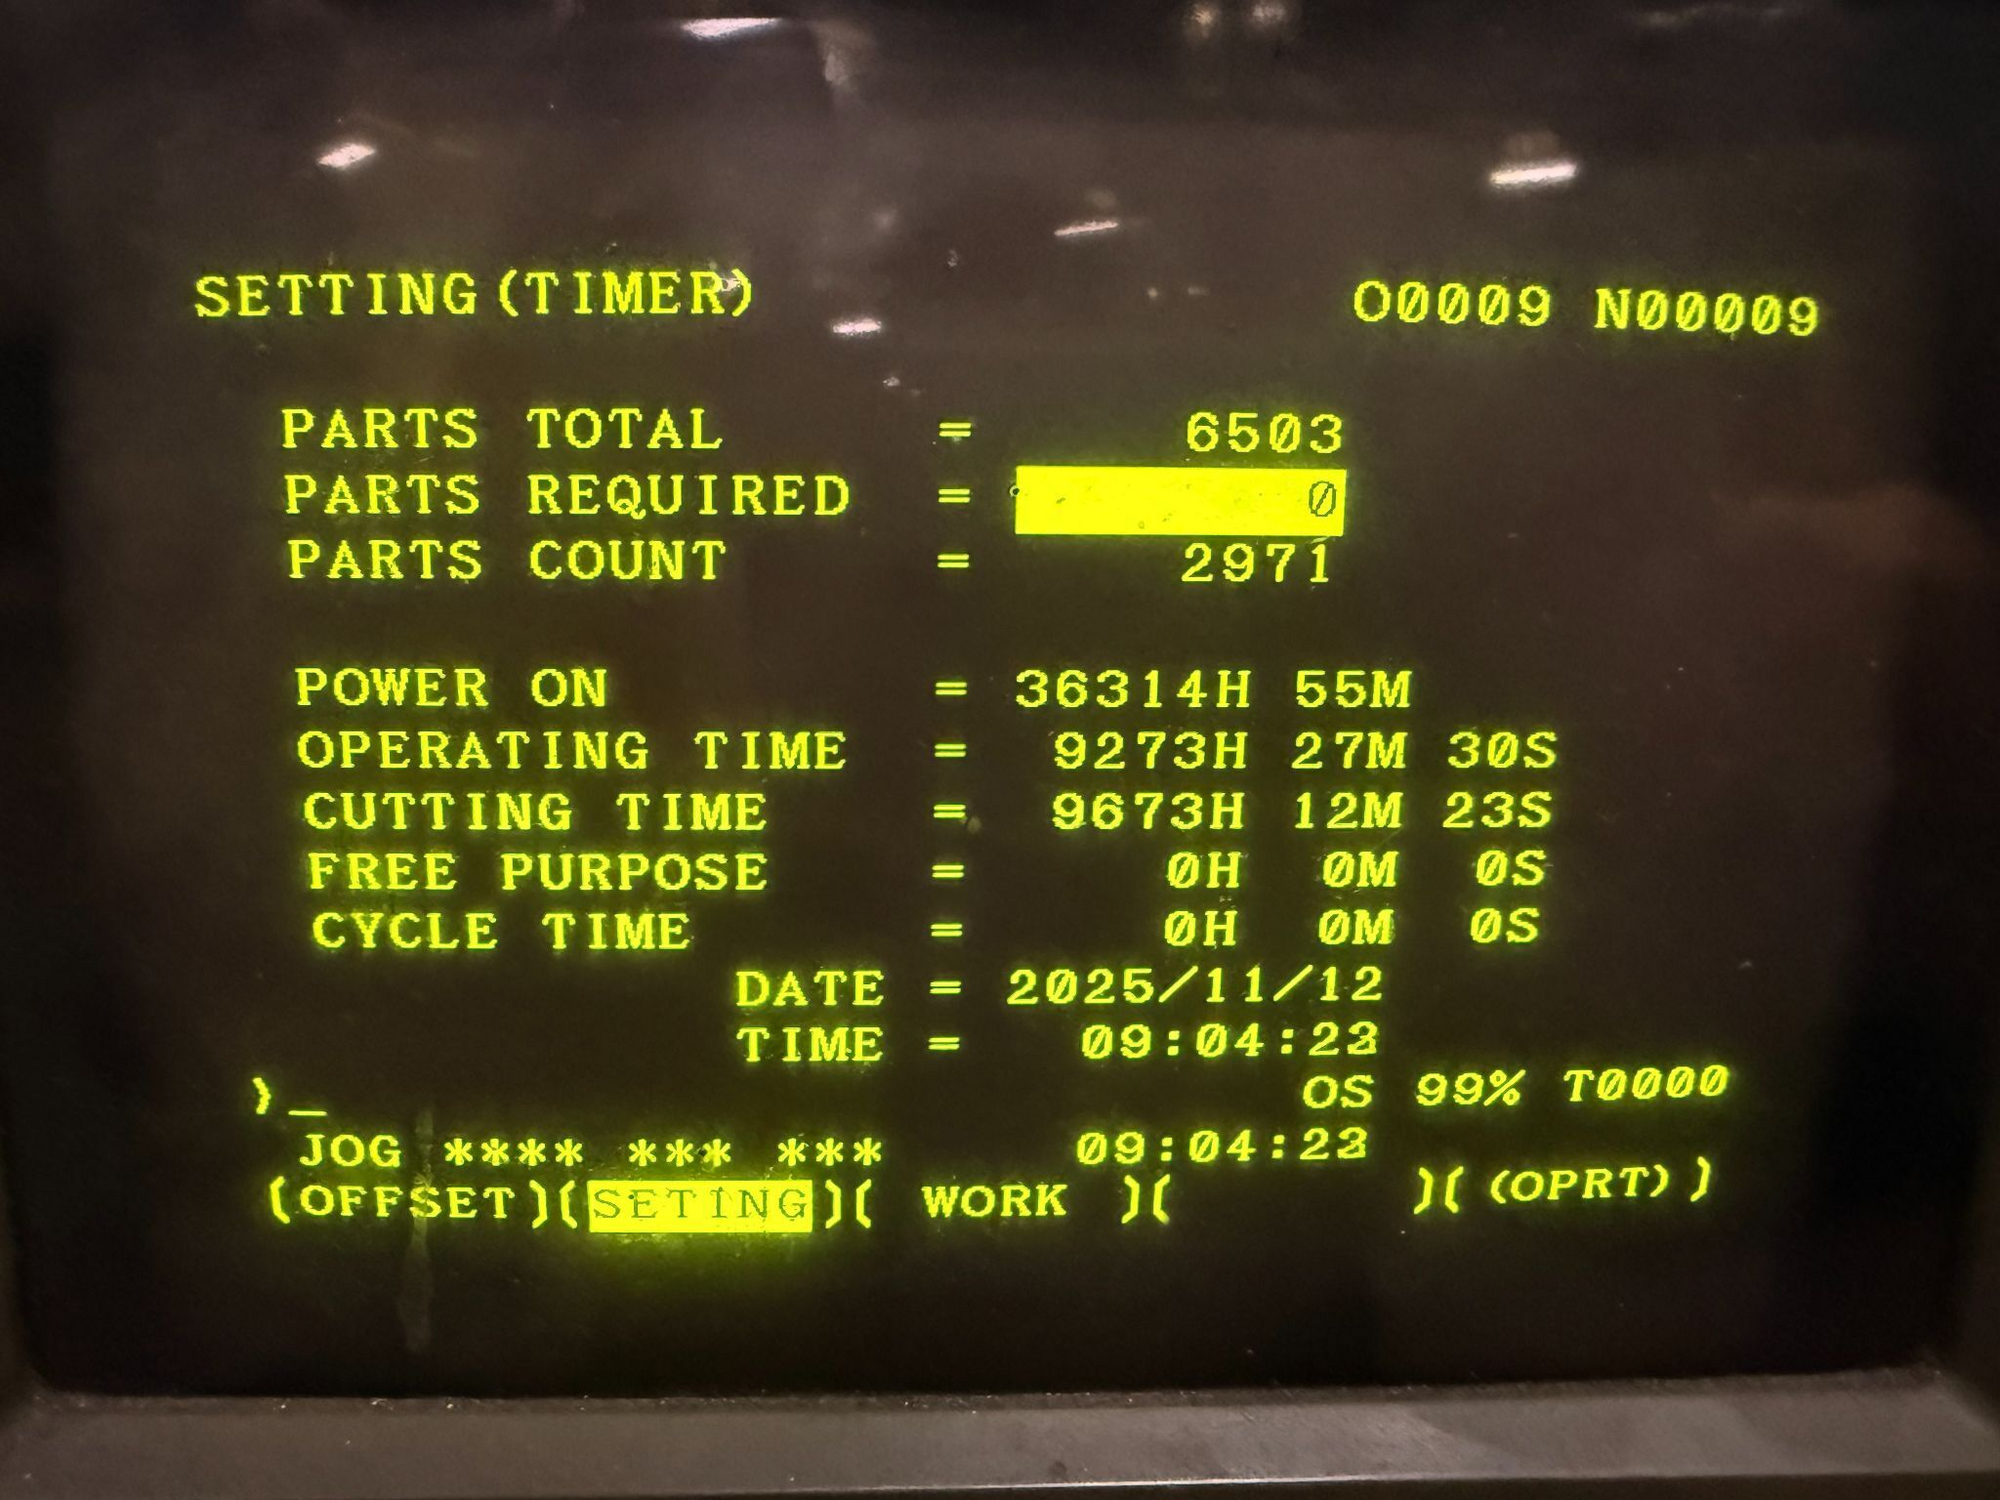 SETTING(TIMER) O0009 N00009
PARTS TOTAL = 6503
PARTS REQUIRED = 0
PARTS COUNT = 2971
POWER ON = 36314H 55M
OPERATING TIME = 9273H 27M 30S
CUTTING TIME = 9673H 12M 23S
FREE PURPOSE = 0H 0M 0S
CYCLE TIME = 0H 0M 0S
DATE = 2025/11/12
TIME = 09:04:23
)_ OS 99% T0000
JOG **** *** *** 09:04:23
(OFFSET)(SETING)( WORK )( )( (OPRT) )